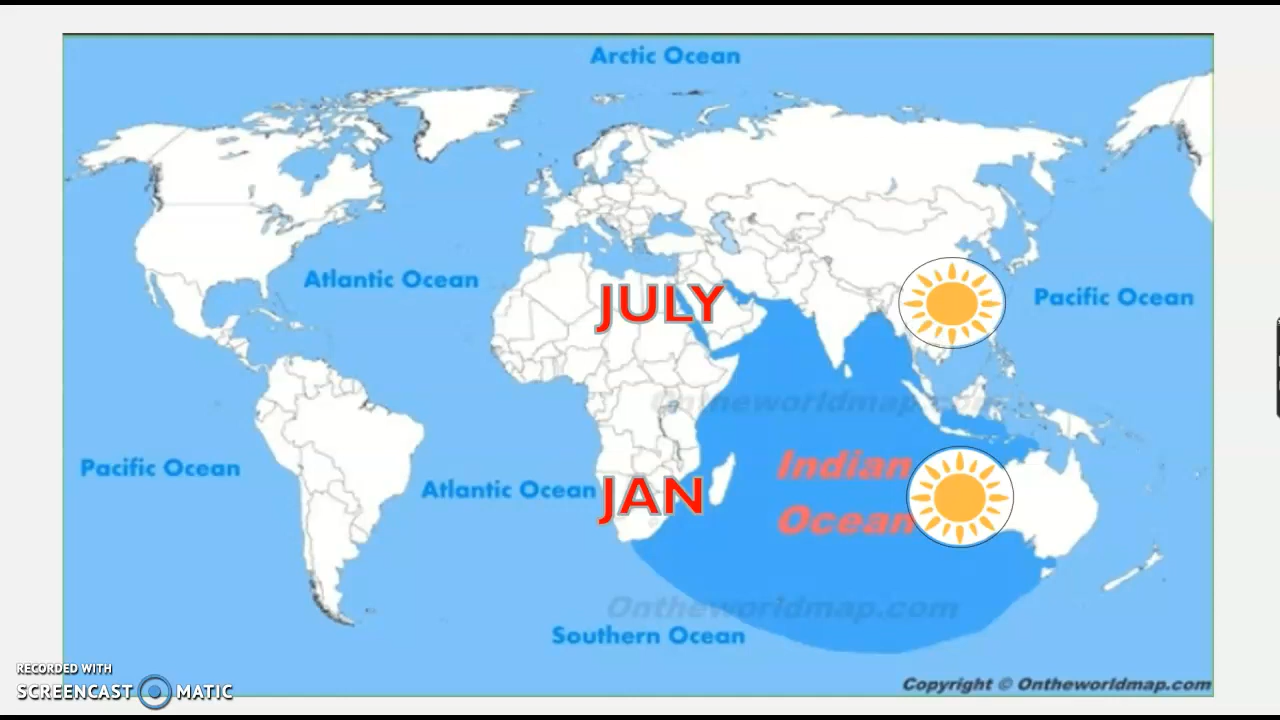 Arctic Ocean
Atlantic Ocean
JULY
Pacific Ocean
Ontheworldmap.com
Pacific Ocean
Indian
Ocean
Atlantic Ocean
JAN
Ontheworldmap.com
Southern Ocean
RECORDED WITH
SCREENCAST MATIC
Copyright © Ontheworldmap.com